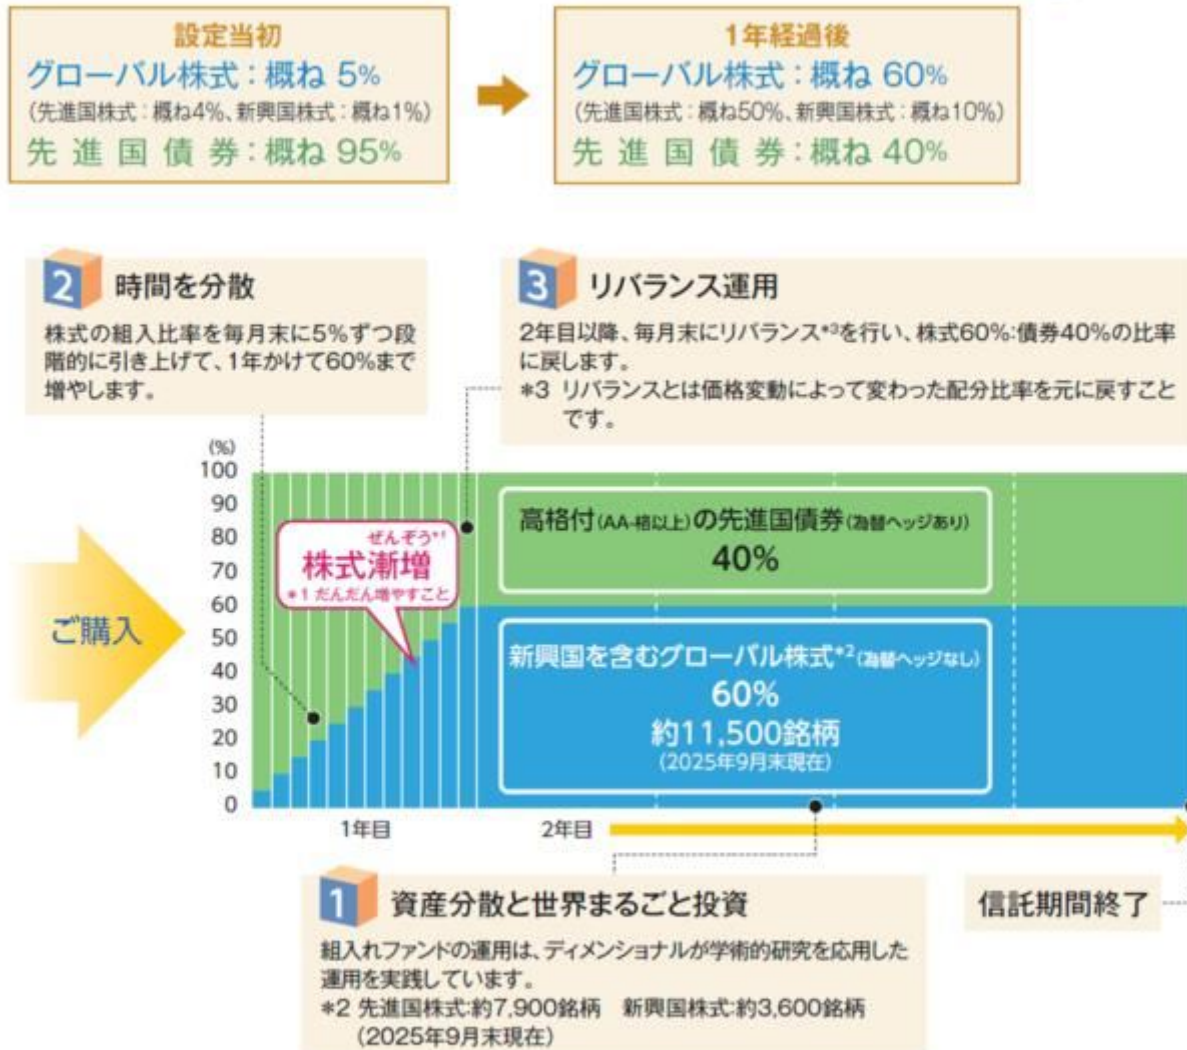 設定当初
グローバル株式：概ね 5%
(先進国株式：概ね4%、新興国株式：概ね1%)
先進国債券：概ね 95%
1年経過後
グローバル株式：概ね 60%
(先進国株式：概ね50%、新興国株式：概ね10%)
先進国債券：概ね 40%
2 時間を分散
株式の組入比率を毎月末に5%ずつ段
階的に引き上げて、1年かけて60%まで
増やします。
3 リバランス運用
2年目以降、毎月末にリバランス*3を行い、株式60%:債券40%の比率
に戻します。
*3 リバランスとは価格変動によって変わった配分比率を元に戻すこと
です。
(%)
100
90
80
70
60
50
40
30
20
10
0
ご購入
ぜんぞう*1
株式漸増
*1 だんだん増やすこと
高格付(AA-格以上)の先進国債券(為替ヘッジあり)
40%
新興国を含むグローバル株式*2(為替ヘッジなし)
60%
約11,500銘柄
(2025年9月末現在)
1年目
2年目
1 資産分散と世界まるごと投資
組入れファンドの運用は、ディメンショナルが学術的研究を応用した
運用を実践しています。
*2 先進国株式:約7,900銘柄　新興国株式:約3,600銘柄
(2025年9月末現在)
信託期間終了